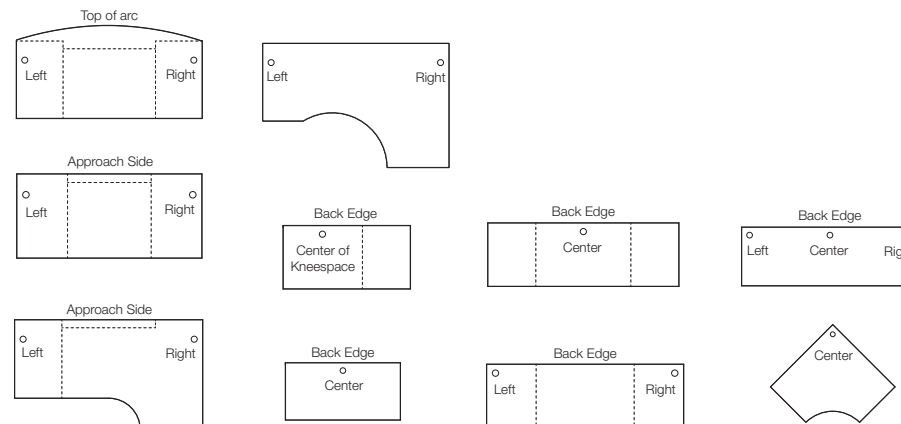 Top of arc
Left
Right
Left
Right
Approach Side
Left
Right
Back Edge
Center of
Kneespace
Back Edge
Center
Back Edge
Left
Center
Rig
Approach Side
Left
Right
Back Edge
Center
Back Edge
Left
Right
Center